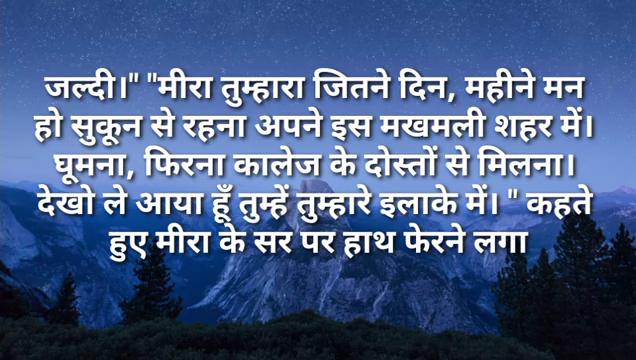 जल्दी।" "मीरा तुम्हारा जितने दिन, महीने मन
हो सुकून से रहना अपने इस मखमली शहर में।
घूमना, फिरना कालेज के दोस्तों से मिलना।
देखो ले आया हूँ तुम्हें तुम्हारे इलाके में। " कहते
हुए मीरा के सर पर हाथ फेरने लगा